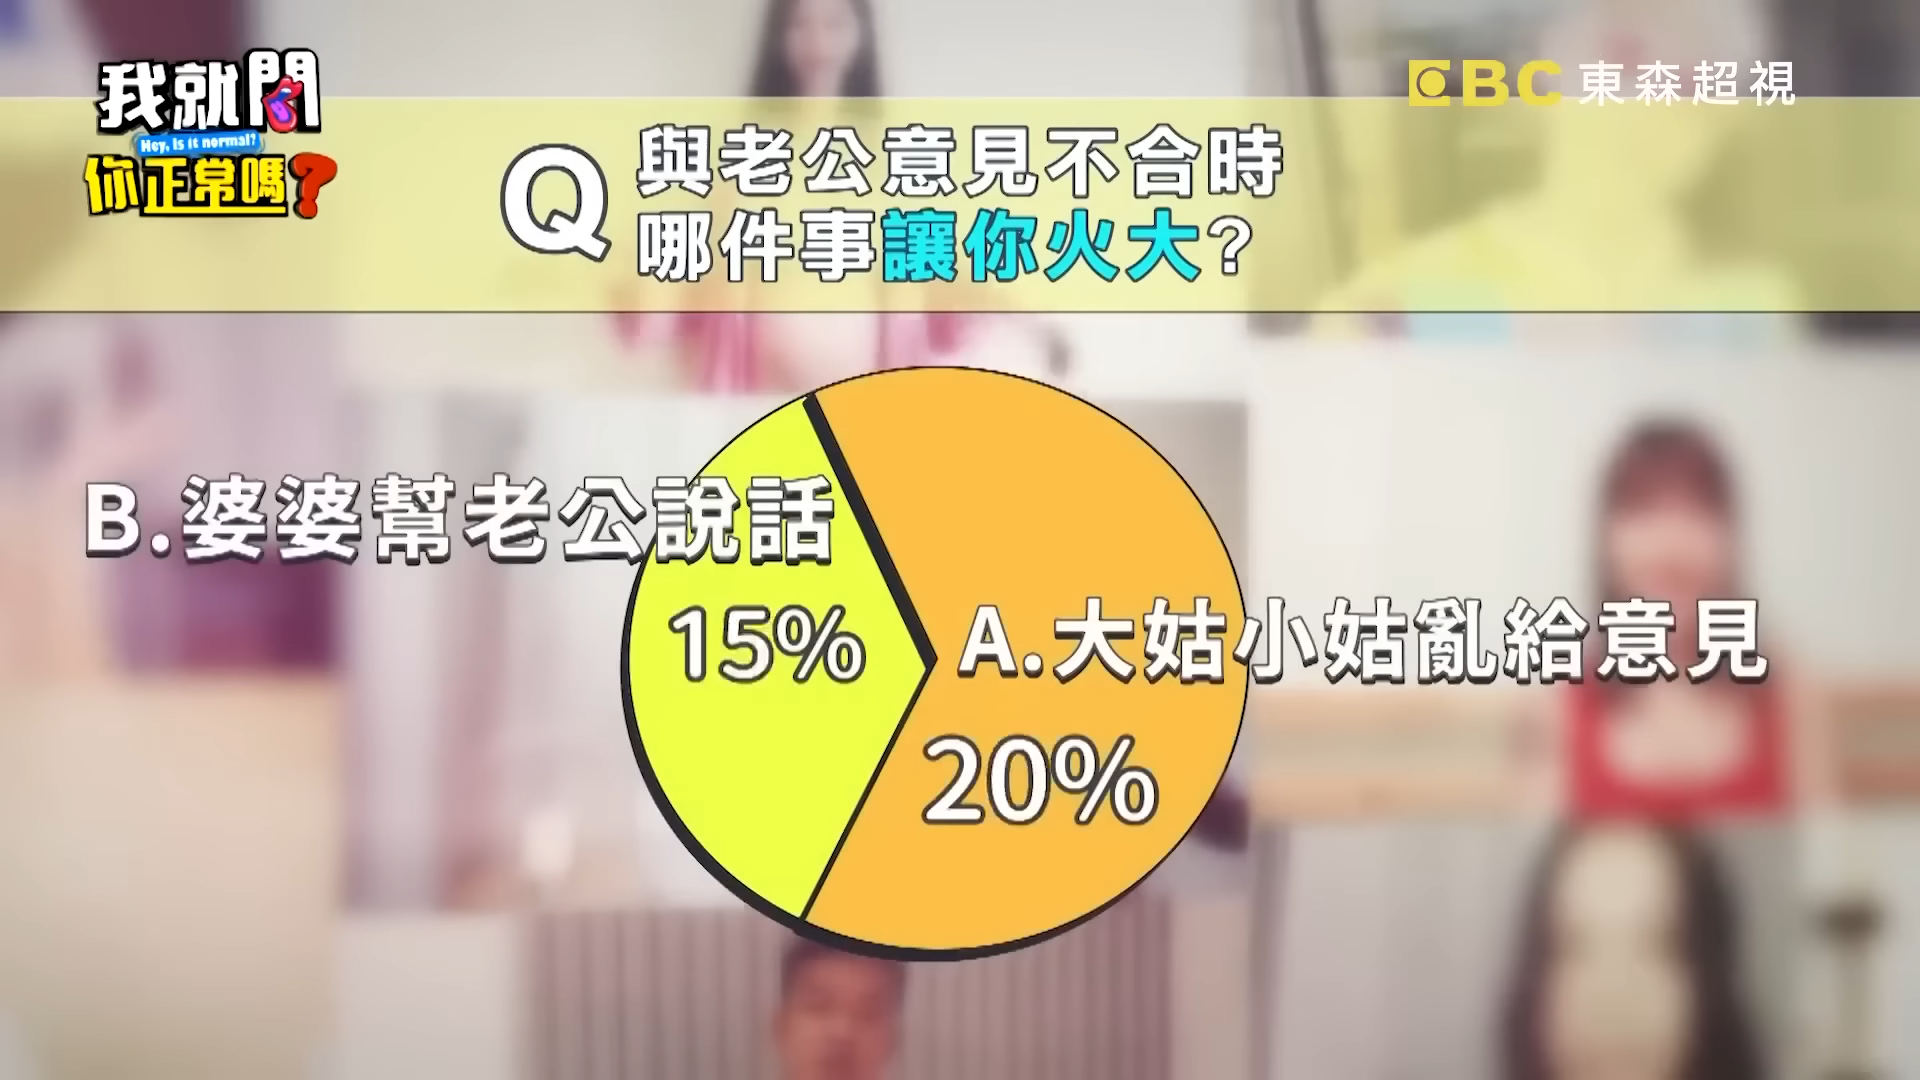 我就問
Hey, Is it normal?
你正常嗎?
EBC 東森超視
Q 與老公意見不合時
哪件事讓你火大?
B.婆婆幫老公說話
15%
A.大姑小姑亂給意見
20%